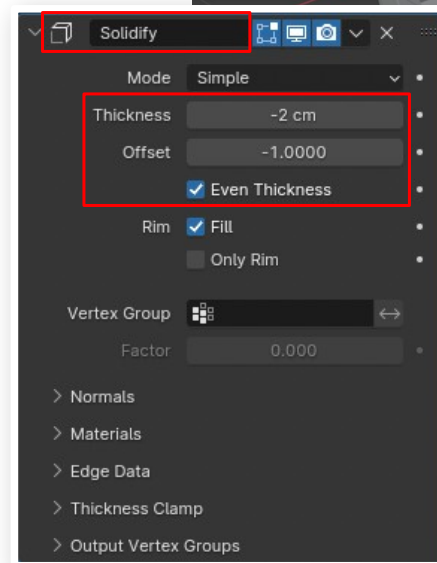 Solidify
Mode Simple
Thickness -2 cm
Offset -1.0000
Even Thickness
Rim Fill
Only Rim
Vertex Group
Factor 0.000
Normals
Materials
Edge Data
Thickness Clamp
Output Vertex Groups